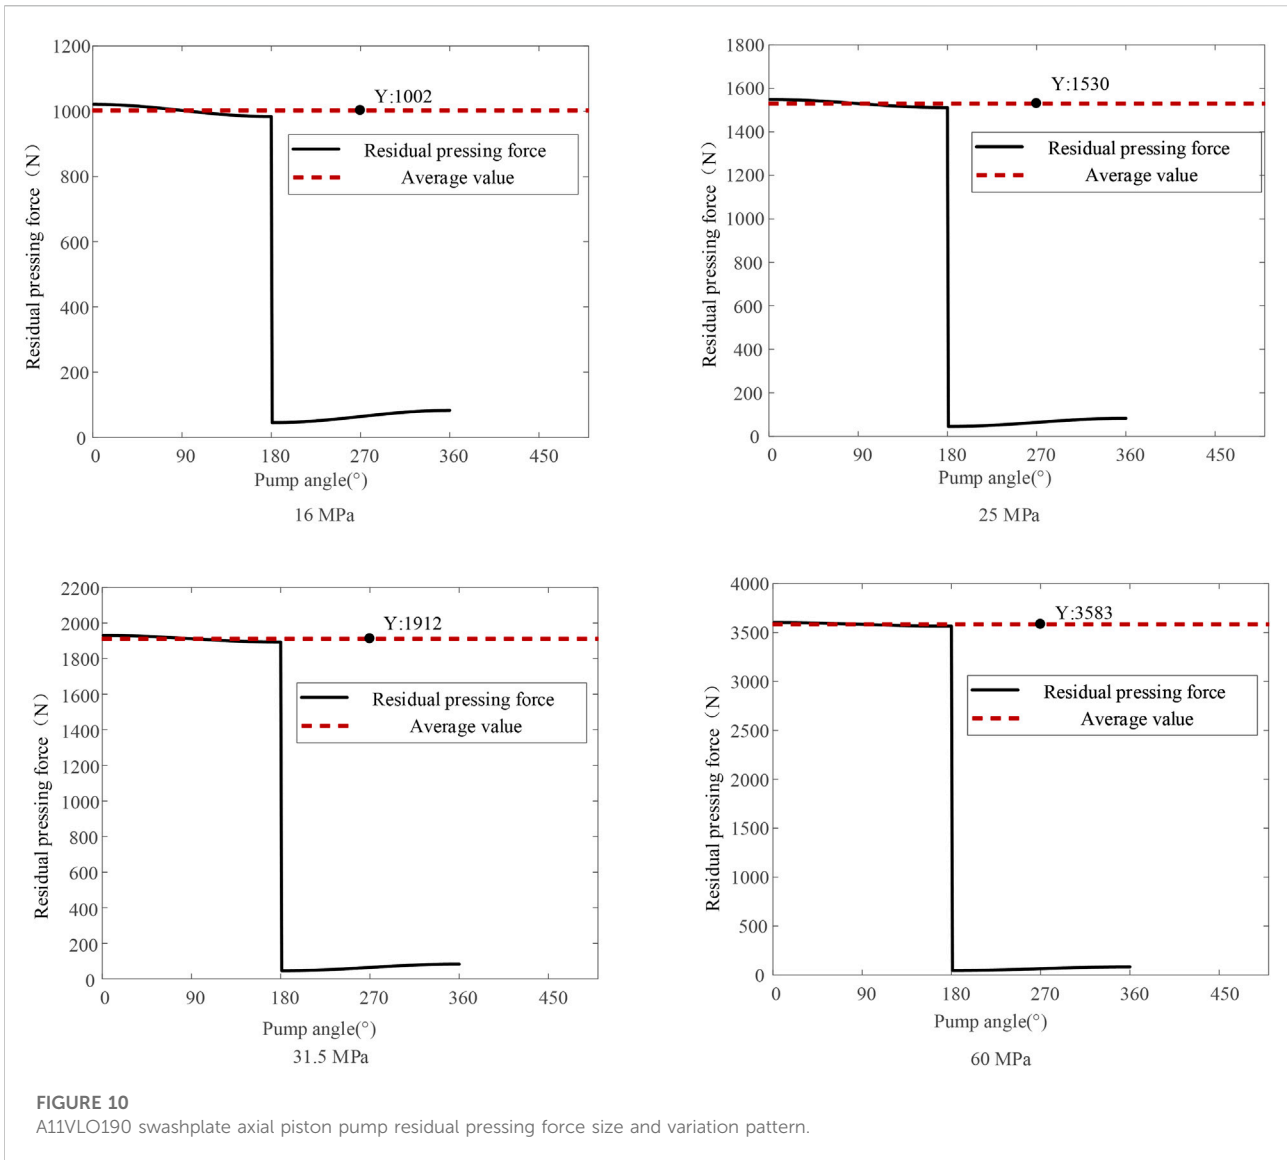 1200
1000
800
600
400
200
0
Residual pressing force（N）
Y:1002
Residual pressing force
Average value
0 90 180 270 360 450
Pump angle(°)
16 MPa
1800
1600
1400
1200
1000
800
600
400
200
0
Residual pressing force（N）
Y:1530
Residual pressing force
Average value
0 90 180 270 360 450
Pump angle(°)
25 MPa
2200
2000
1800
1600
1400
1200
1000
800
600
400
200
0
Residual pressing force（N）
Y:1912
Residual pressing force
Average value
0 90 180 270 360 450
Pump angle(°)
31.5 MPa
4000
3500
3000
2500
2000
1500
1000
500
0
Residual pressing force（N）
Y:3583
Residual pressing force
Average value
0 90 180 270 360 450
Pump angle(°)
60 MPa
FIGURE 10
A11VLO190 swashplate axial piston pump residual pressing force size and variation pattern.